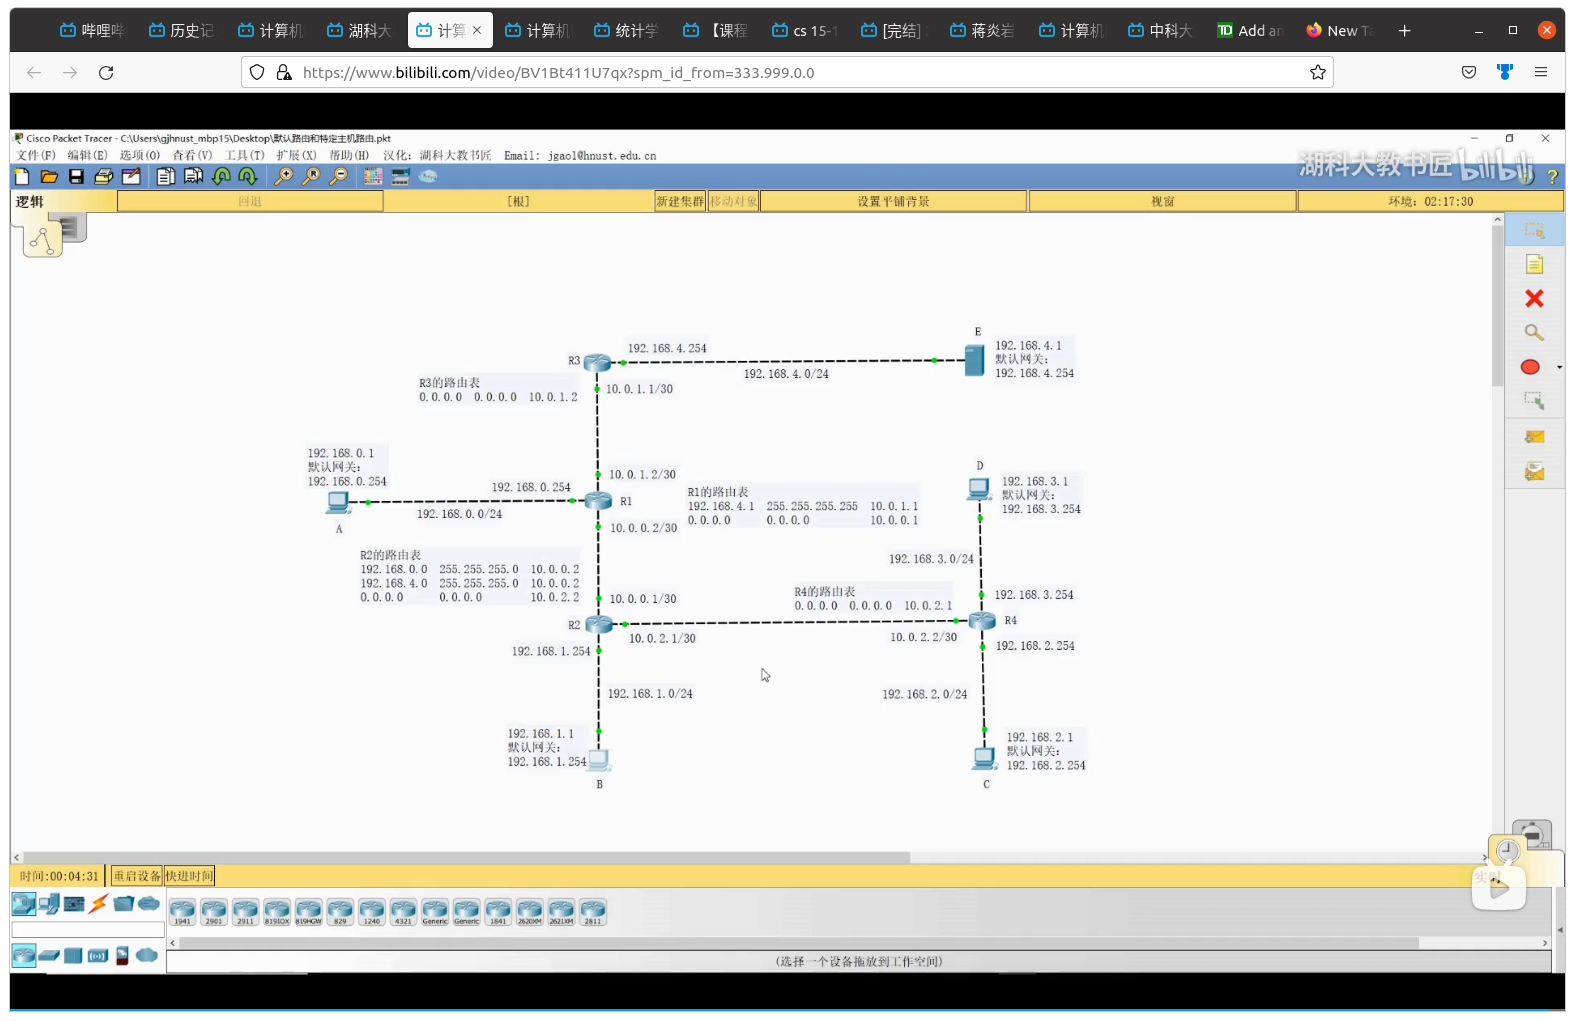 哔哩哔
历史记
计算机
湖科大
计算
计算机
统计学
【课程
cs 15-1
[完结]
蒋炎岩
计算机
中科大
Add an
New Ta
https://www.bilibili.com/video/BV1Bt411U7qx?spm_id_from=333.999.0.0
Cisco Packet Tracer - C:\Users\gjhnust_mbp15\Desktop\默认路由和特定主机路由.pkt
文件(F) 编辑(E) 选项(O) 查看(V) 工具(T) 扩展(X) 帮助(H) 汉化: 湖科大教书匠 Email: jgaol@hnust.edu.cn
湖科大教书匠 bilibili
逻辑 回退 [根] 新建集群 移动对象 设置平铺背景 视窗 环境: 02:17:30
E
192.168.4.1
默认网关:
192.168.4.254
R3
192.168.4.254
192.168.4.0/24
R3的路由表
0.0.0.0 0.0.0.0 10.0.1.2
10.0.1.1/30
192.168.0.1
默认网关:
192.168.0.254
A
192.168.0.254
192.168.0.0/24
10.0.1.2/30
R1
10.0.0.2/30
R1的路由表
192.168.4.1 255.255.255.255 10.0.1.1
0.0.0.0 0.0.0.0 10.0.0.1
D
192.168.3.1
默认网关:
192.168.3.254
192.168.3.0/24
R2的路由表
192.168.0.0 255.255.255.0 10.0.0.2
192.168.4.0 255.255.255.0 10.0.0.2
0.0.0.0 0.0.0.0 10.0.2.2
10.0.0.1/30
R4的路由表
0.0.0.0 0.0.0.0 10.0.2.1
192.168.3.254
R2
R4
10.0.2.1/30
10.0.2.2/30
192.168.1.254
192.168.2.254
192.168.1.0/24
192.168.2.0/24
192.168.1.1
默认网关:
192.168.1.254
B
192.168.2.1
默认网关:
192.168.2.254
C
时间:00:04:31 重启设备 快进时间
实时
1941 2901 2911 819IOX 819HGW 829 1240 4321 Generic Generic 1841 2620XM 2621XM 2811
(选择一个设备拖放到工作空间)